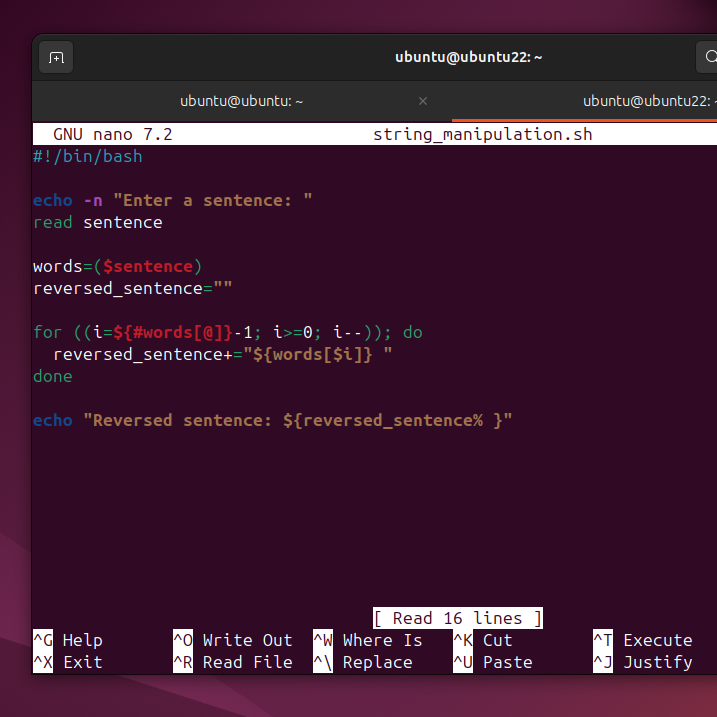 ubuntu@ubuntu22: ~
ubuntu@ubuntu: ~ ×
ubuntu@ubuntu22: ~
GNU nano 7.2 string_manipulation.sh
#!/bin/bash
echo -n "Enter a sentence: "
read sentence
words=($sentence)
reversed_sentence=""
for ((i=${#words[@]}-1; i>=0; i--)); do
  reversed_sentence+="${words[$i]} "
done
echo "Reversed sentence: ${reversed_sentence% }"
[ Read 16 lines ]
^G Help ^O Write Out ^W Where Is ^K Cut ^T Execute
^X Exit ^R Read File ^\ Replace ^U Paste ^J Justify